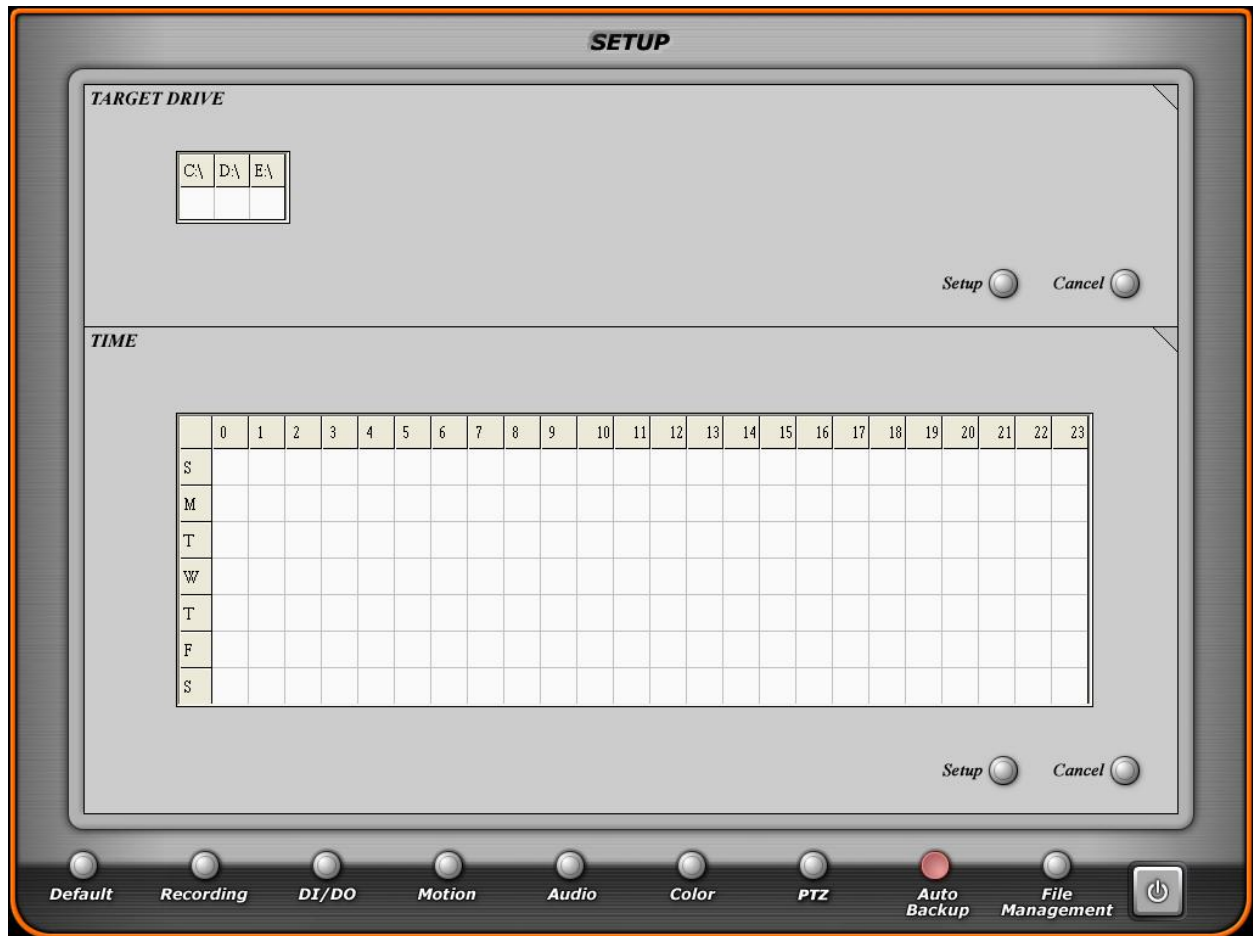 SETUP
TARGET DRIVE
C:\ D:\ E:\
Setup Cancel
TIME
0 1 2 3 4 5 6 7 8 9 10 11 12 13 14 15 16 17 18 19 20 21 22 23
S
M
T
W
T
F
S
Setup Cancel
Default Recording DI/DO Motion Audio Color PTZ Auto Backup File Management